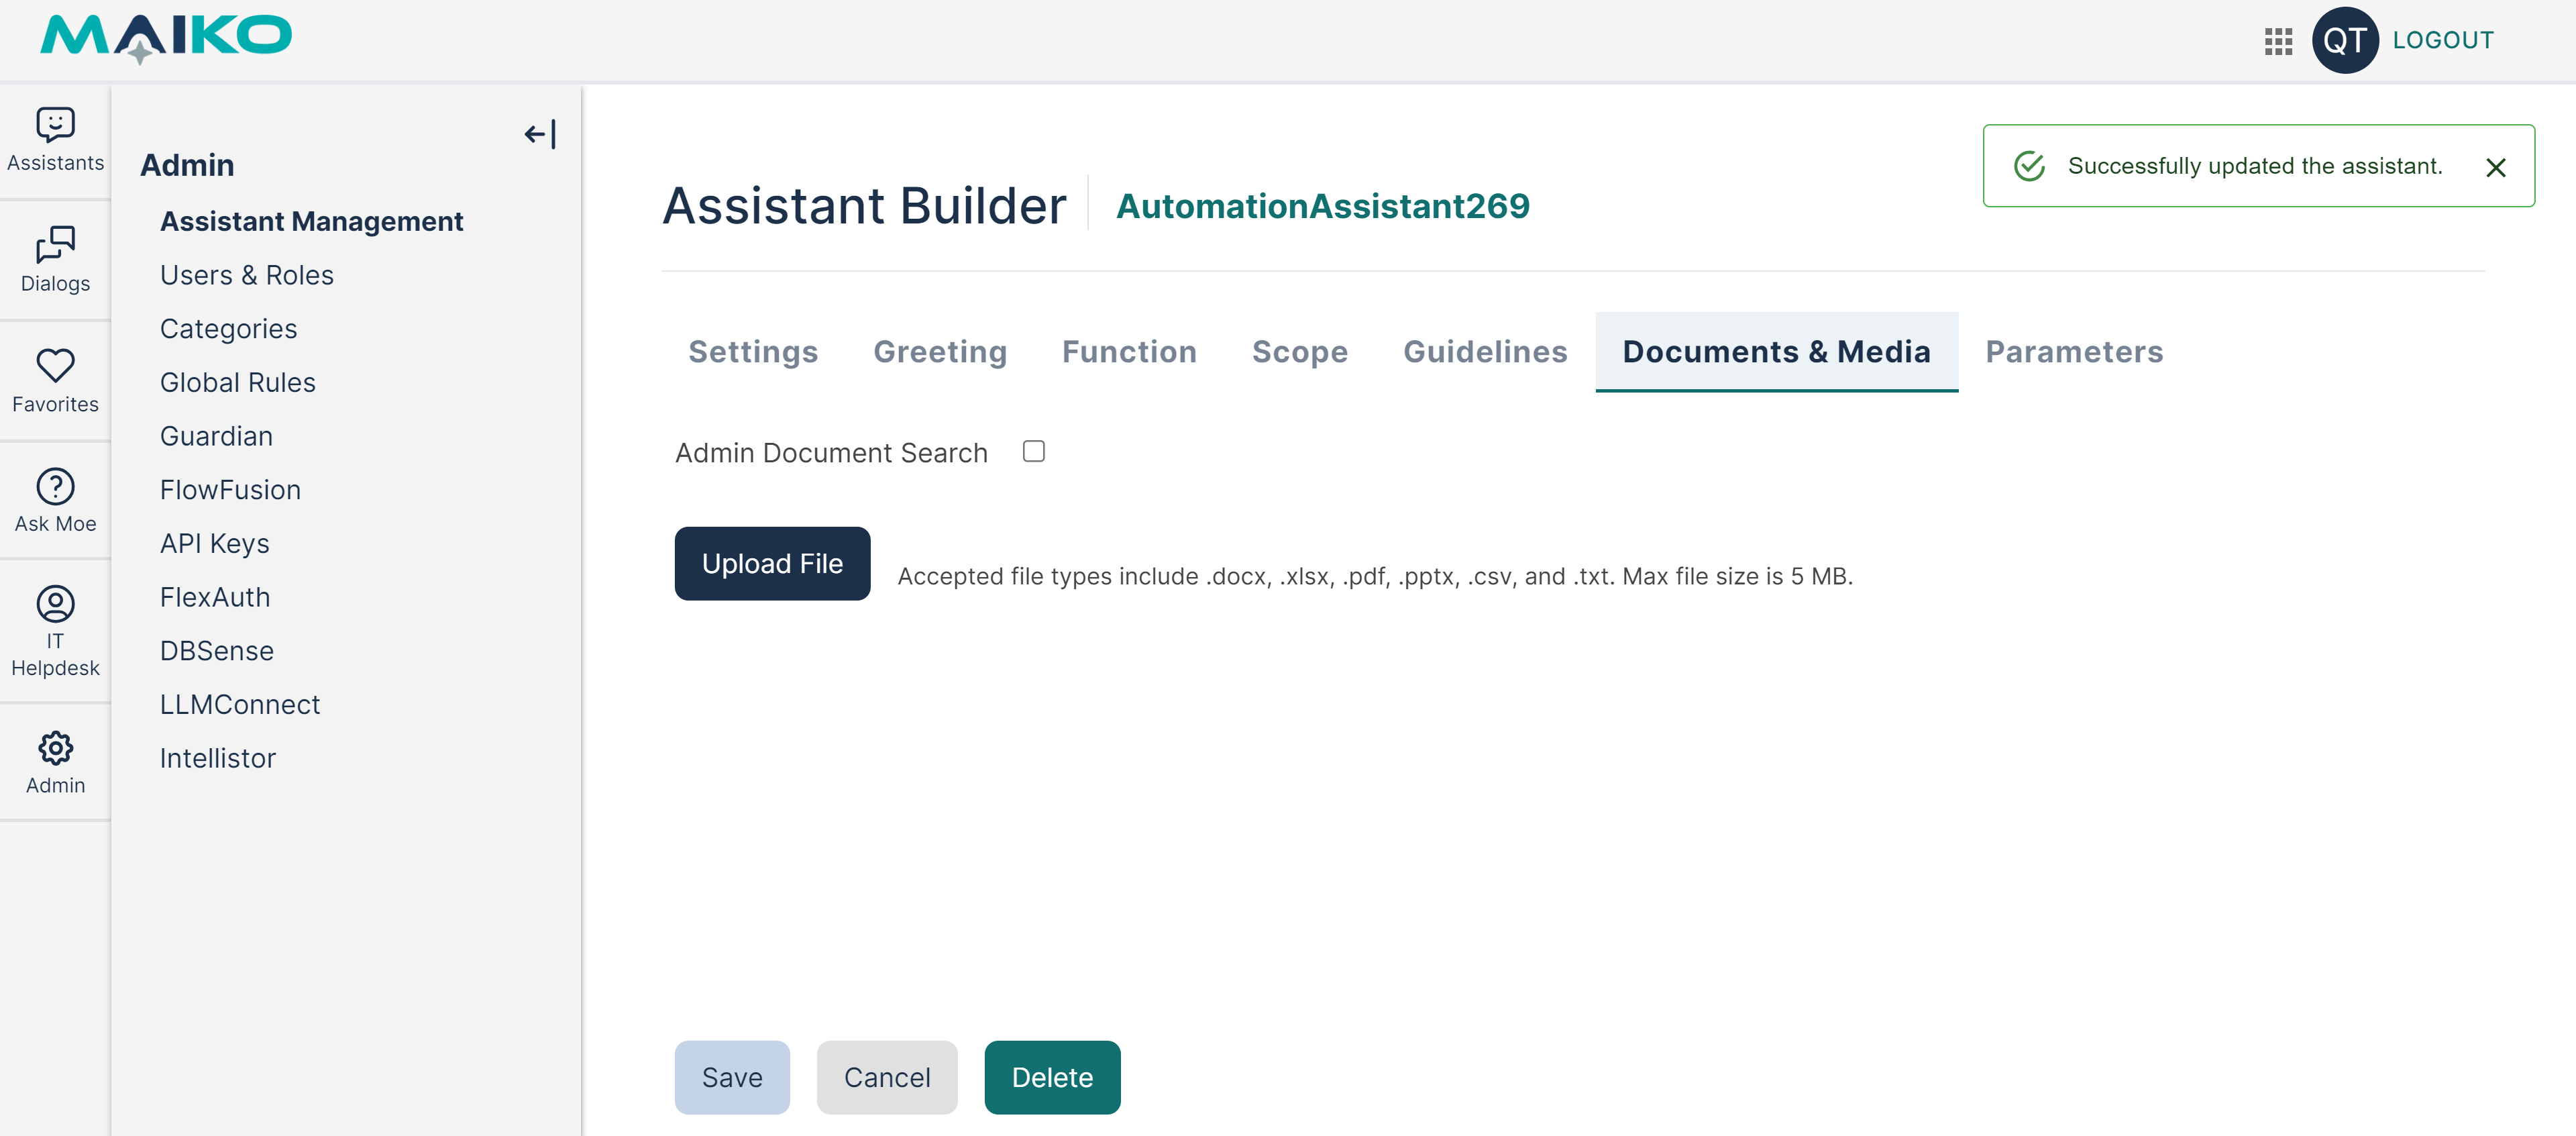 MAIKO
QT LOGOUT
Assistants
Dialogs
Favorites
Ask Moe
IT
Helpdesk
Admin
Admin
Assistant Management
Users & Roles
Categories
Global Rules
Guardian
FlowFusion
API Keys
FlexAuth
DBSense
LLMConnect
Intellistor
Assistant Builder AutomationAssistant269
Successfully updated the assistant.
Settings Greeting Function Scope Guidelines Documents & Media Parameters
Admin Document Search
Upload File Accepted file types include .docx, .xlsx, .pdf, .pptx, .csv, and .txt. Max file size is 5 MB.
Save Cancel Delete